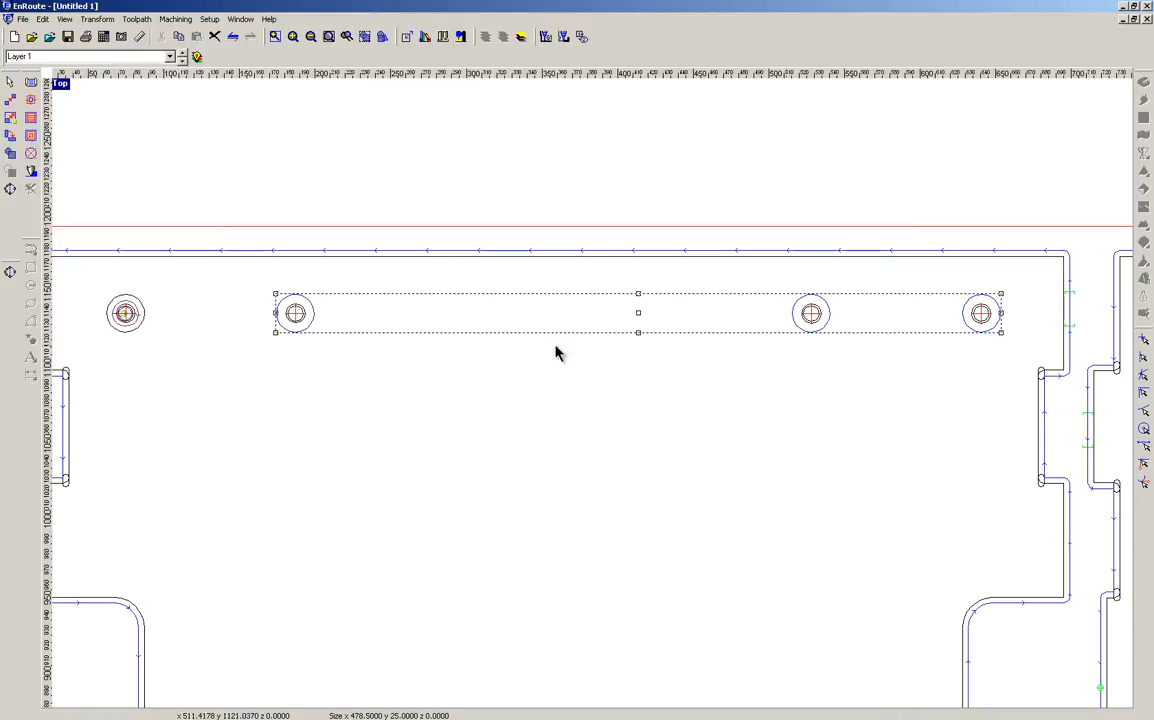 EnRoute - [Untitled 1]
File Edit View Transform Toolpath Machining Setup Window Help
Layer 1
Top
x 511.4178 y 1121.0370 z 0.0000 Size x 478.5000 y 25.0000 z 0.0000